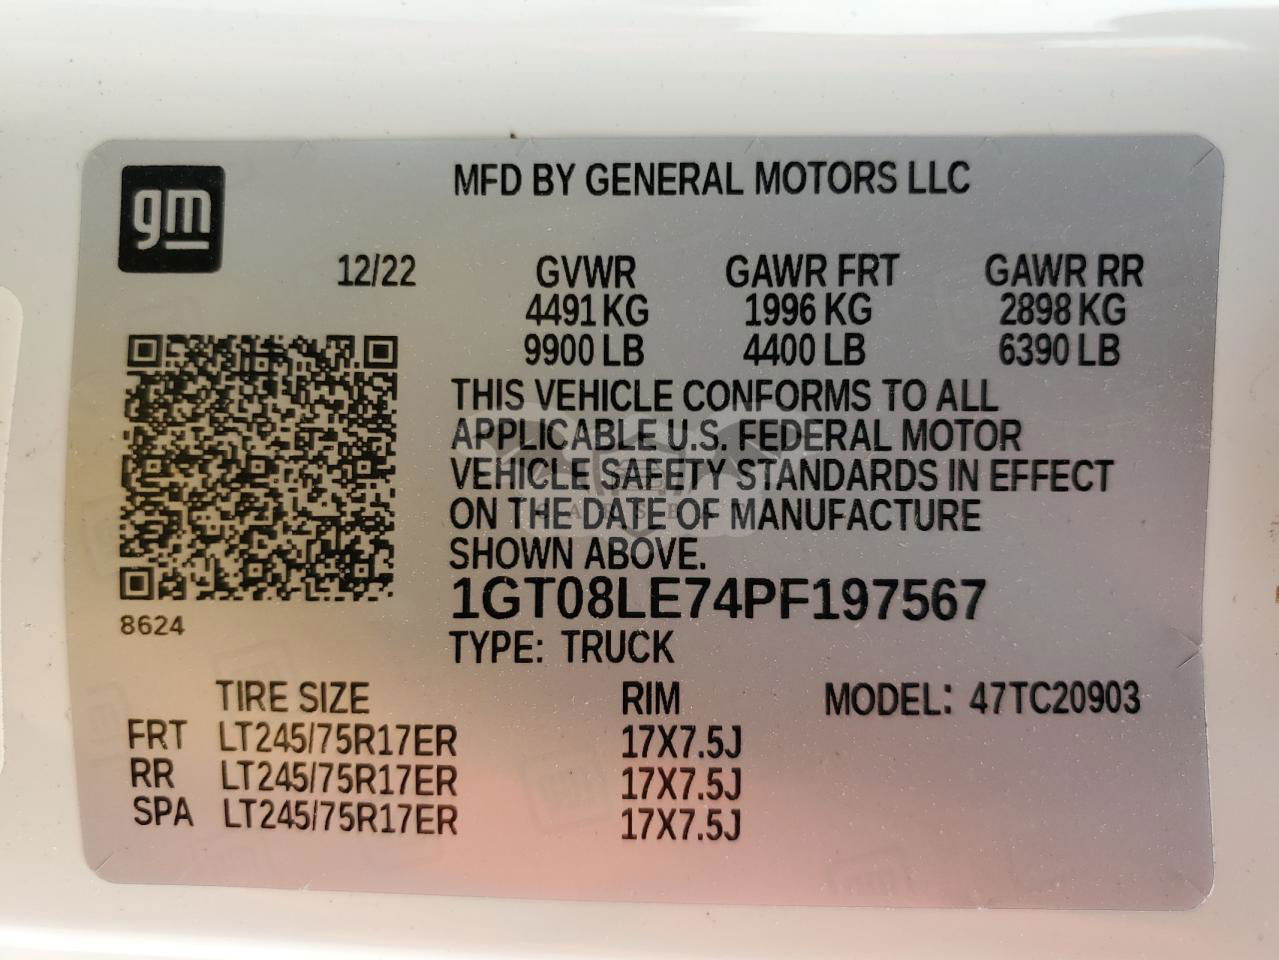 gm
MFD BY GENERAL MOTORS LLC
12/22 GVWR GAWR FRT GAWR RR
4491 KG 1996 KG 2898 KG
9900 LB 4400 LB 6390 LB
THIS VEHICLE CONFORMS TO ALL
APPLICABLE U.S. FEDERAL MOTOR
VEHICLE SAFETY STANDARDS IN EFFECT
ON THE DATE OF MANUFACTURE
SHOWN ABOVE.
1GT08LE74PF197567
8624
TYPE: TRUCK
TIRE SIZE RIM MODEL: 47TC20903
FRT LT245/75R17ER 17X7.5J
RR LT245/75R17ER 17X7.5J
SPA LT245/75R17ER 17X7.5J